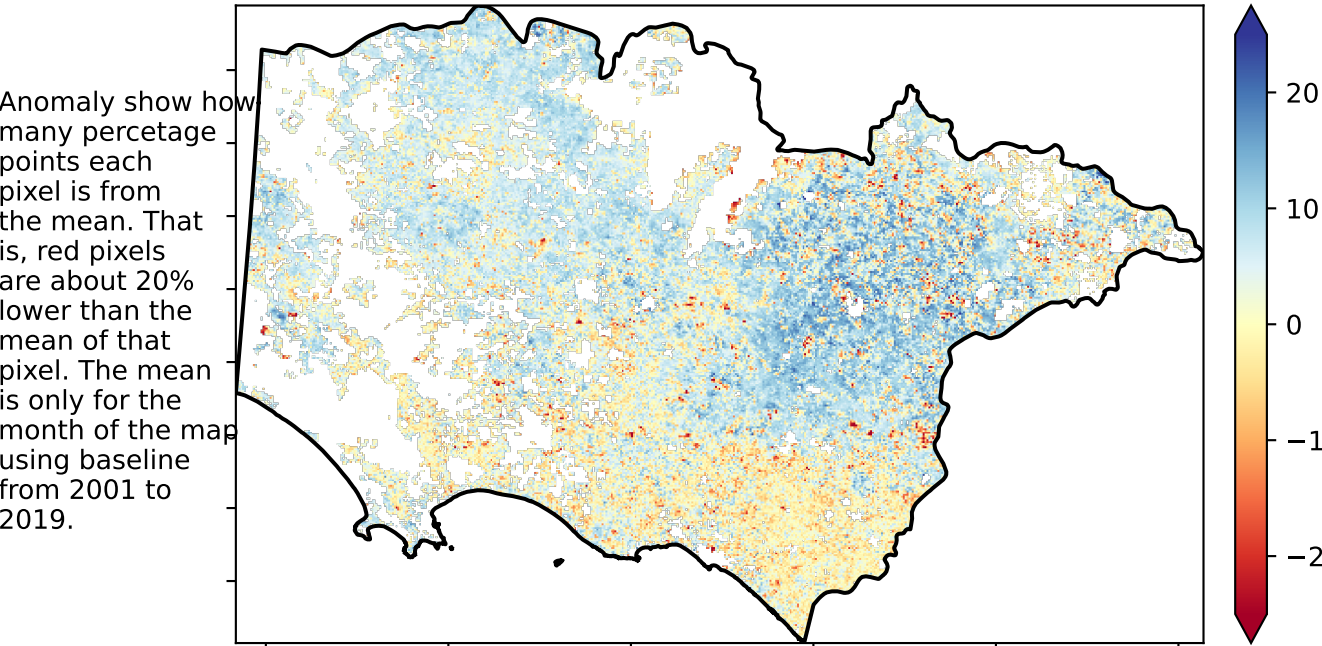 Anomaly show how
many percetage
points each
pixel is from
the mean. That
is, red pixels
are about 20%
lower than the
mean of that
pixel. The mean
is only for the
month of the map
using baseline
from 2001 to
2019.
20
10
0
−1
−2